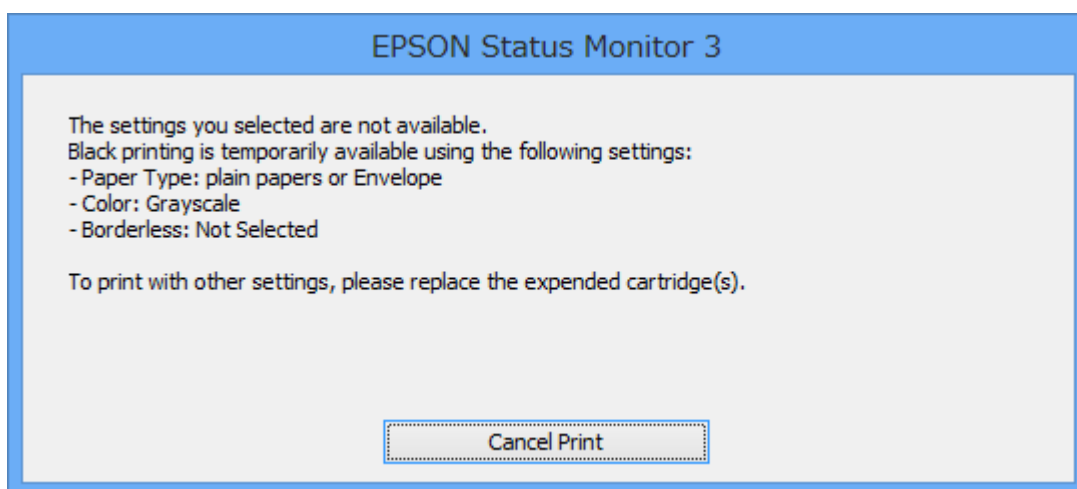 EPSON Status Monitor 3
The settings you selected are not available.
Black printing is temporarily available using the following settings:
- Paper Type: plain papers or Envelope
- Color: Grayscale
- Borderless: Not Selected
To print with other settings, please replace the expended cartridge(s).
Cancel Print